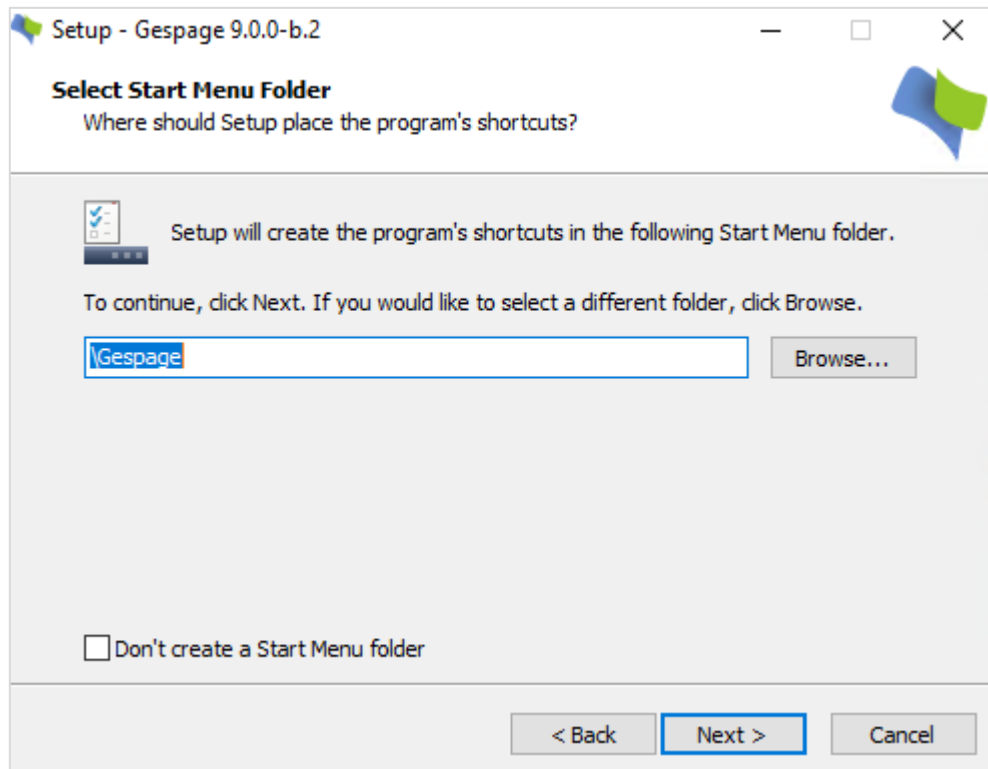 Setup - Gespage 9.0.0-b.2
Select Start Menu Folder
Where should Setup place the program's shortcuts?
Setup will create the program's shortcuts in the following Start Menu folder.
To continue, click Next. If you would like to select a different folder, click Browse.
\Gespage
Browse...
Don't create a Start Menu folder
< Back
Next >
Cancel